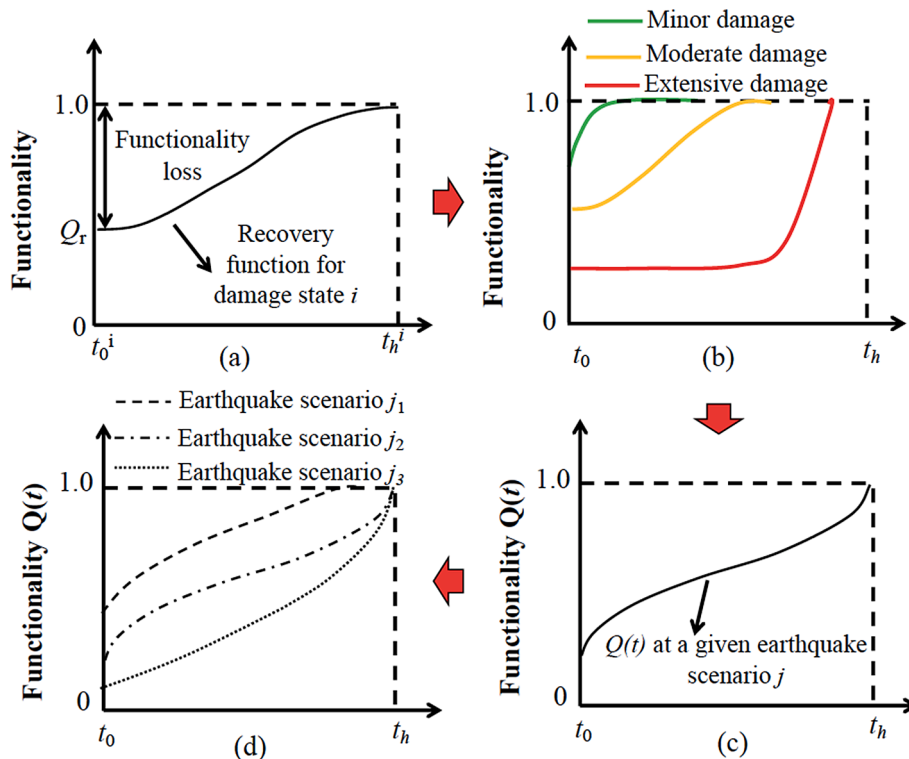 Functionality
1.0
Functionality
loss
Qr
Recovery
function for
damage state i
0
t0i
thi
(a)
Minor damage
Moderate damage
Extensive damage
Functionality
1.0
0
t0
th
(b)
Earthquake scenario j1
Earthquake scenario j2
Earthquake scenario j3
Functionality Q(t)
1.0
0
t0
th
(d)
Functionality Q(t)
1.0
Q(t) at a given earthquake
scenario j
0
t0
th
(c)